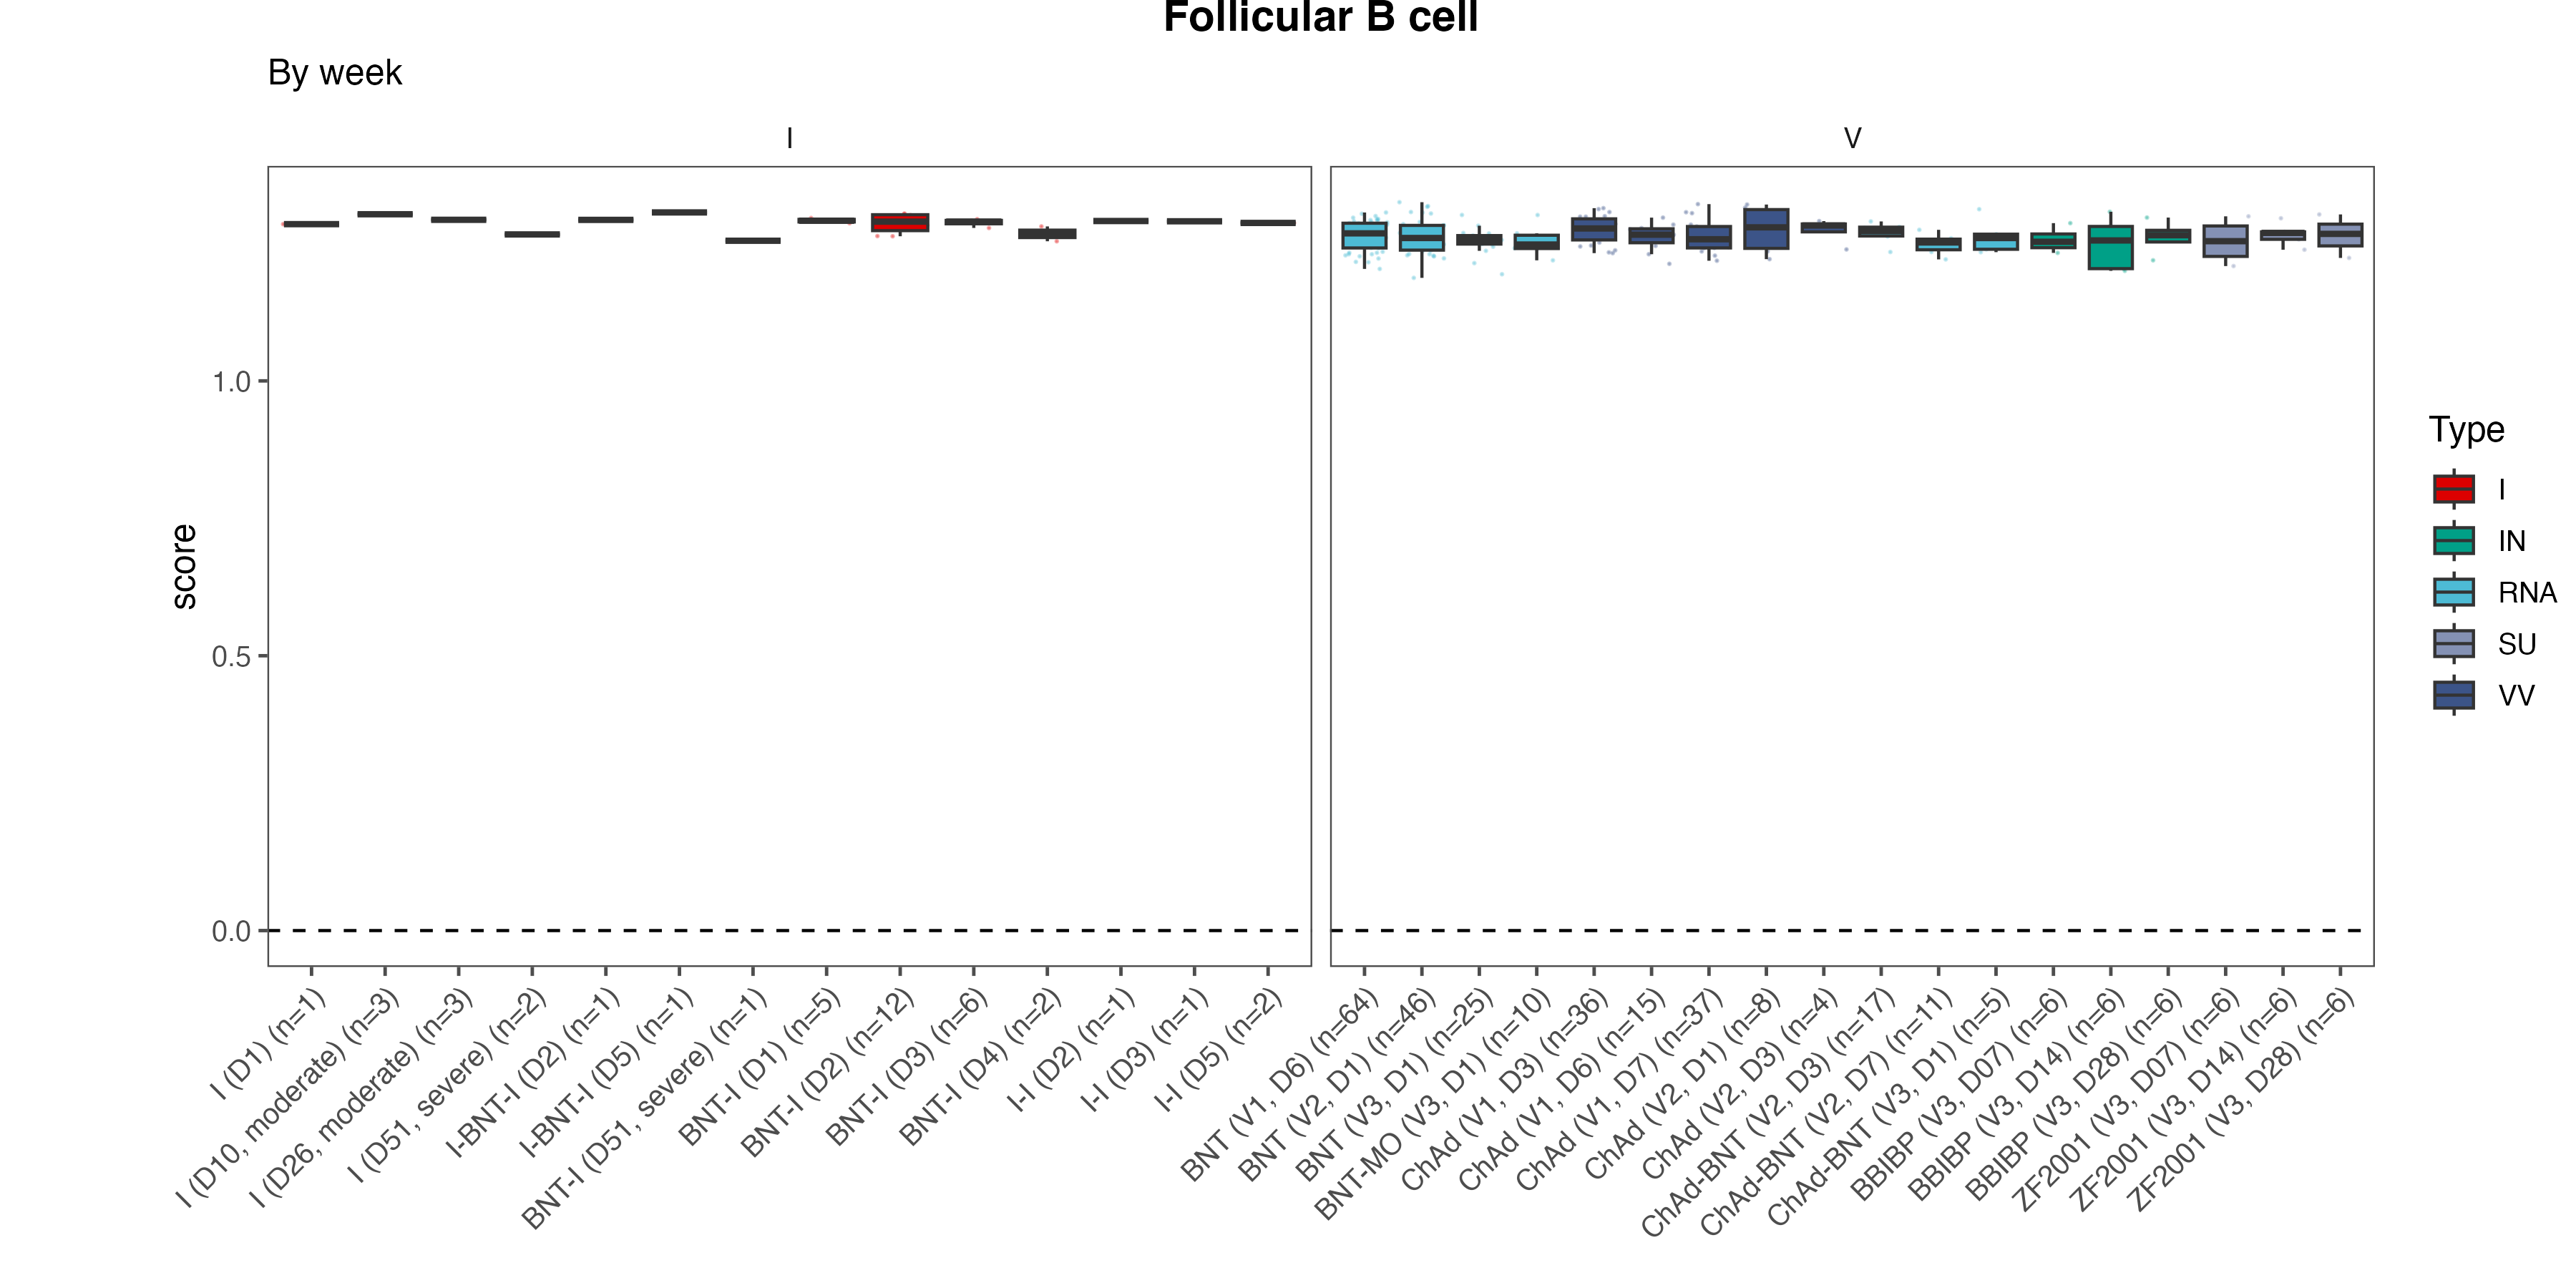 Follicular B cell
By week
I
V
score
1.0
0.5
0.0
I (D1) (n=1)
I (D10, moderate) (n=3)
I (D26, moderate) (n=3)
I (D51, severe) (n=2)
I-BNT-I (D2) (n=1)
I-BNT-I (D5) (n=1)
BNT-I (D51, severe) (n=1)
BNT-I (D1) (n=5)
BNT-I (D2) (n=12)
BNT-I (D3) (n=6)
BNT-I (D4) (n=2)
I-I (D2) (n=1)
I-I (D3) (n=1)
I-I (D5) (n=2)
BNT (V1, D6) (n=64)
BNT (V2, D1) (n=46)
BNT (V3, D1) (n=25)
BNT-MO (V3, D1) (n=10)
ChAd (V1, D3) (n=36)
ChAd (V1, D6) (n=15)
ChAd (V1, D7) (n=37)
ChAd (V2, D1) (n=8)
ChAd (V2, D3) (n=4)
ChAd-BNT (V2, D3) (n=17)
ChAd-BNT (V2, D7) (n=11)
ChAd-BNT (V3, D1) (n=5)
BBIBP (V3, D07) (n=6)
BBIBP (V3, D14) (n=6)
BBIBP (V3, D28) (n=6)
ZF2001 (V3, D07) (n=6)
ZF2001 (V3, D14) (n=6)
ZF2001 (V3, D28) (n=6)
Type
I
IN
RNA
SU
VV